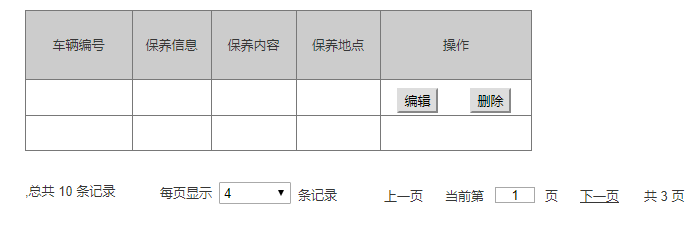 车辆编号 保养信息 保养内容 保养地点 操作
编辑 删除
,总共 10 条记录 每页显示 4 条记录 上一页 当前第 1 页 下一页 共 3 页